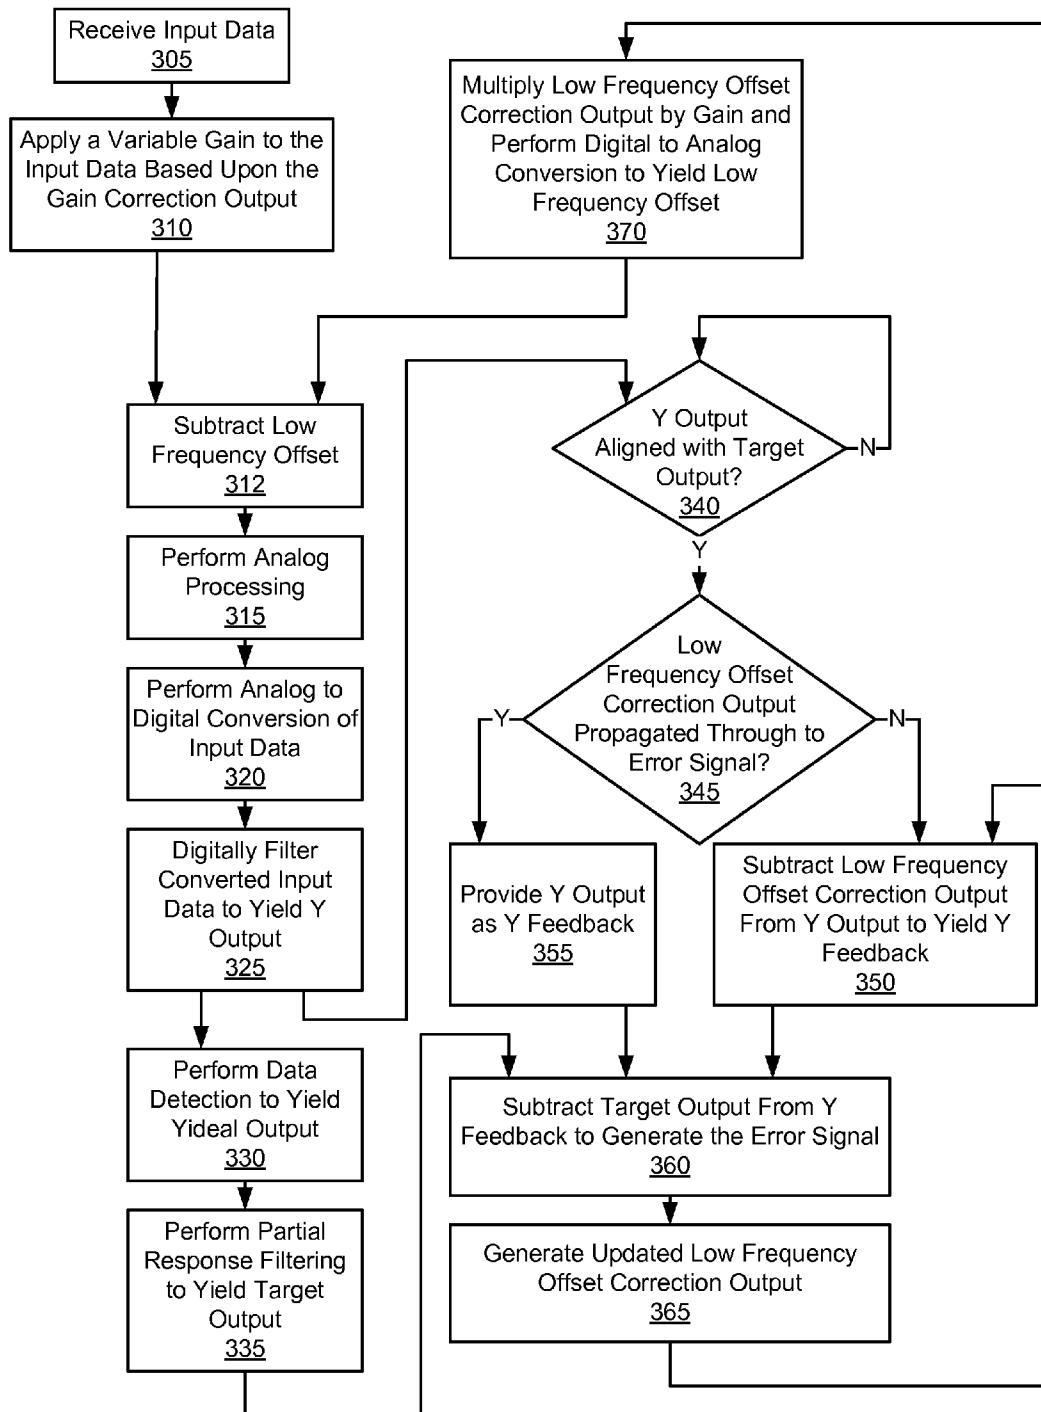 Receive Input Data
305
Apply a Variable Gain to the
Input Data Based Upon the
Gain Correction Output
310
Multiply Low Frequency Offset
Correction Output by Gain and
Perform Digital to Analog
Conversion to Yield Low
Frequency Offset
370
Subtract Low
Frequency Offset
312
Y Output
Aligned with Target
Output?
340
N
Y
Perform Analog
Processing
315
Low
Frequency Offset
Correction Output
Propagated Through to
Error Signal?
345
Y
N
Perform Analog to
Digital Conversion of
Input Data
320
Digitally Filter
Converted Input
Data to Yield Y
Output
325
Provide Y Output
as Y Feedback
355
Subtract Low Frequency
Offset Correction Output
From Y Output to Yield Y
Feedback
350
Perform Data
Detection to Yield
Yideal Output
330
Subtract Target Output From Y
Feedback to Generate the Error Signal
360
Perform Partial
Response Filtering
to Yield Target
Output
335
Generate Updated Low Frequency
Offset Correction Output
365